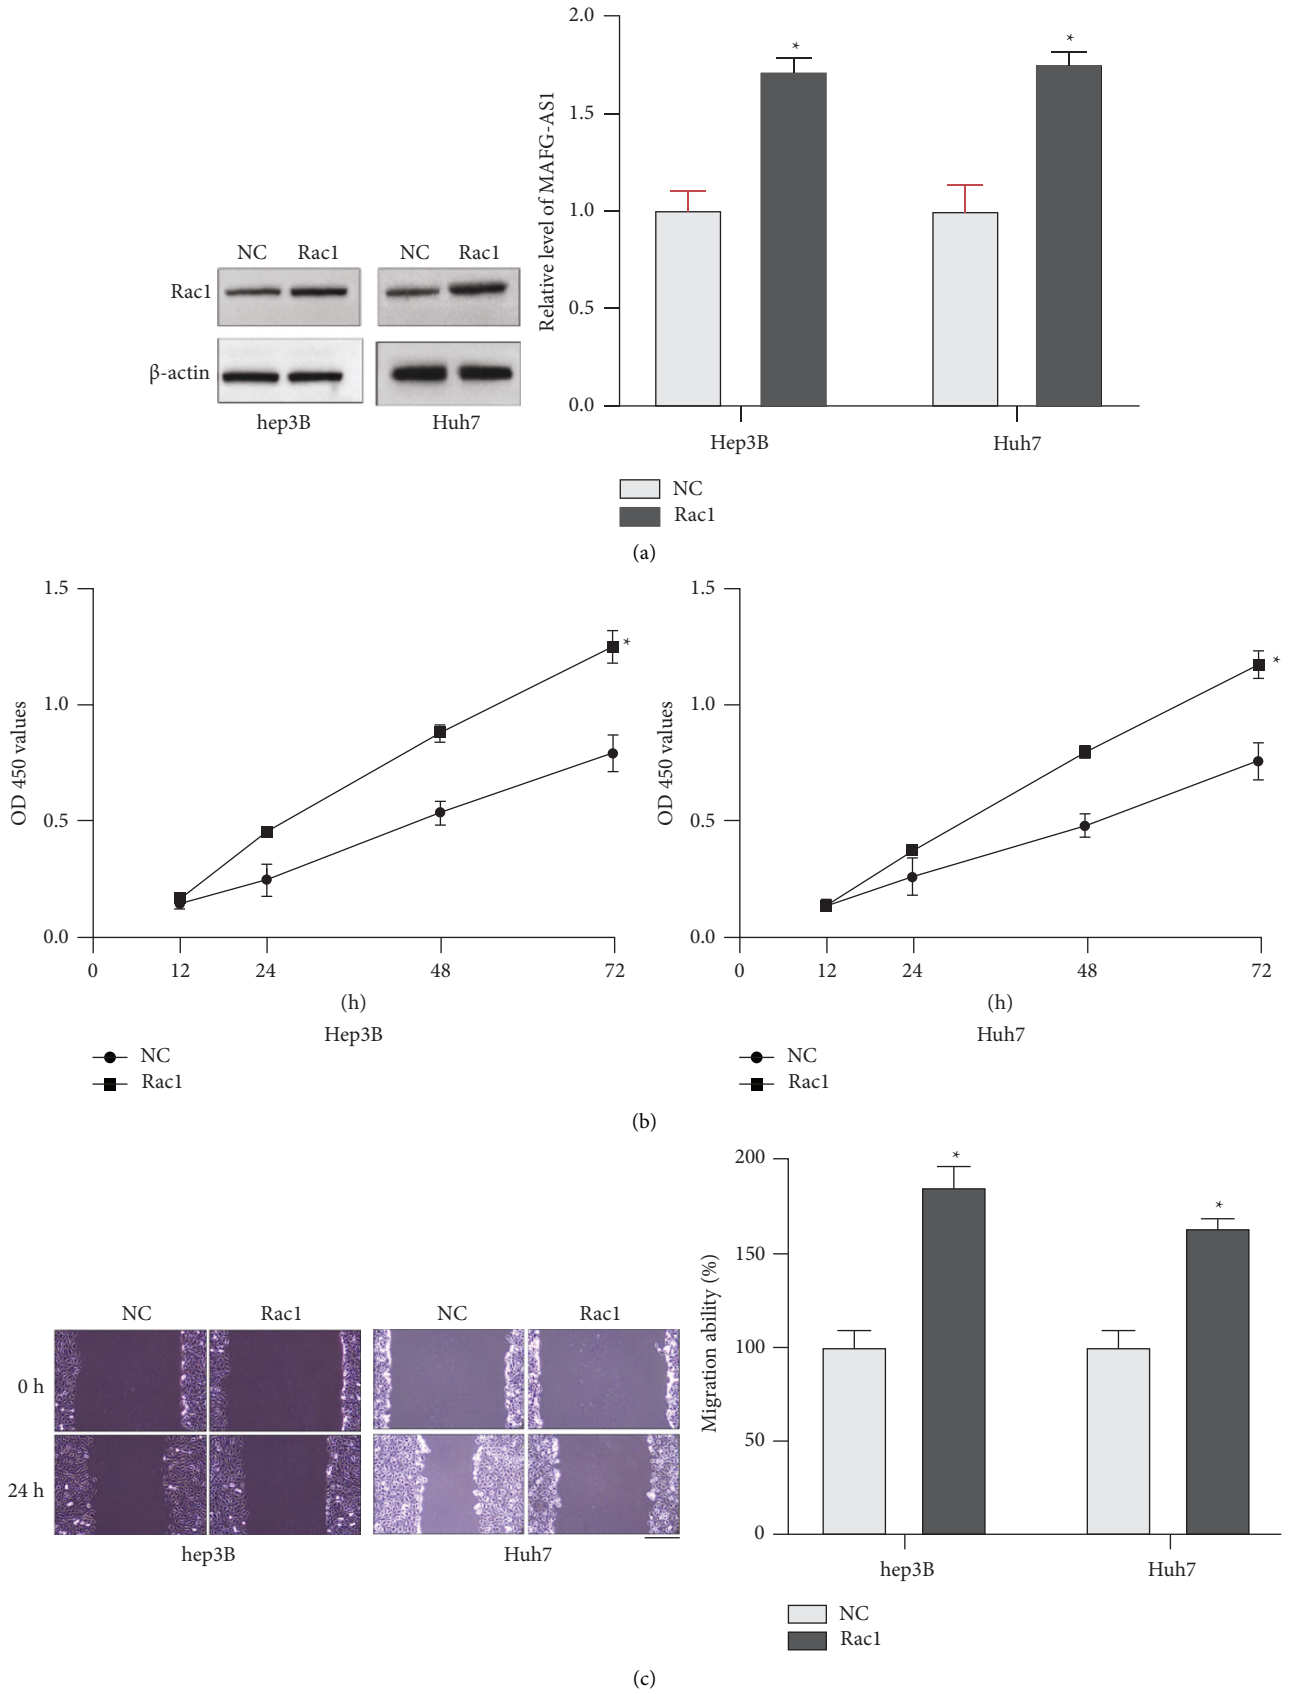 2.0
1.5
1.0
0.5
0.0
Relative level of MAFG-AS1
*
*
Hep3B
Huh7
NC
Rac1
NC Rac1 NC Rac1
Rac1
β-actin
hep3B
Huh7
(a)
1.5
1.0
0.5
0.0
OD 450 values
*
0 12 24 48 72
(h)
Hep3B
NC
Rac1
1.5
1.0
0.5
0.0
OD 450 values
*
0 12 24 48 72
(h)
Huh7
NC
Rac1
(b)
NC Rac1 NC Rac1
0 h
24 h
hep3B
Huh7
200
150
100
50
0
Migration ability (%)
*
*
hep3B
Huh7
NC
Rac1
(c)